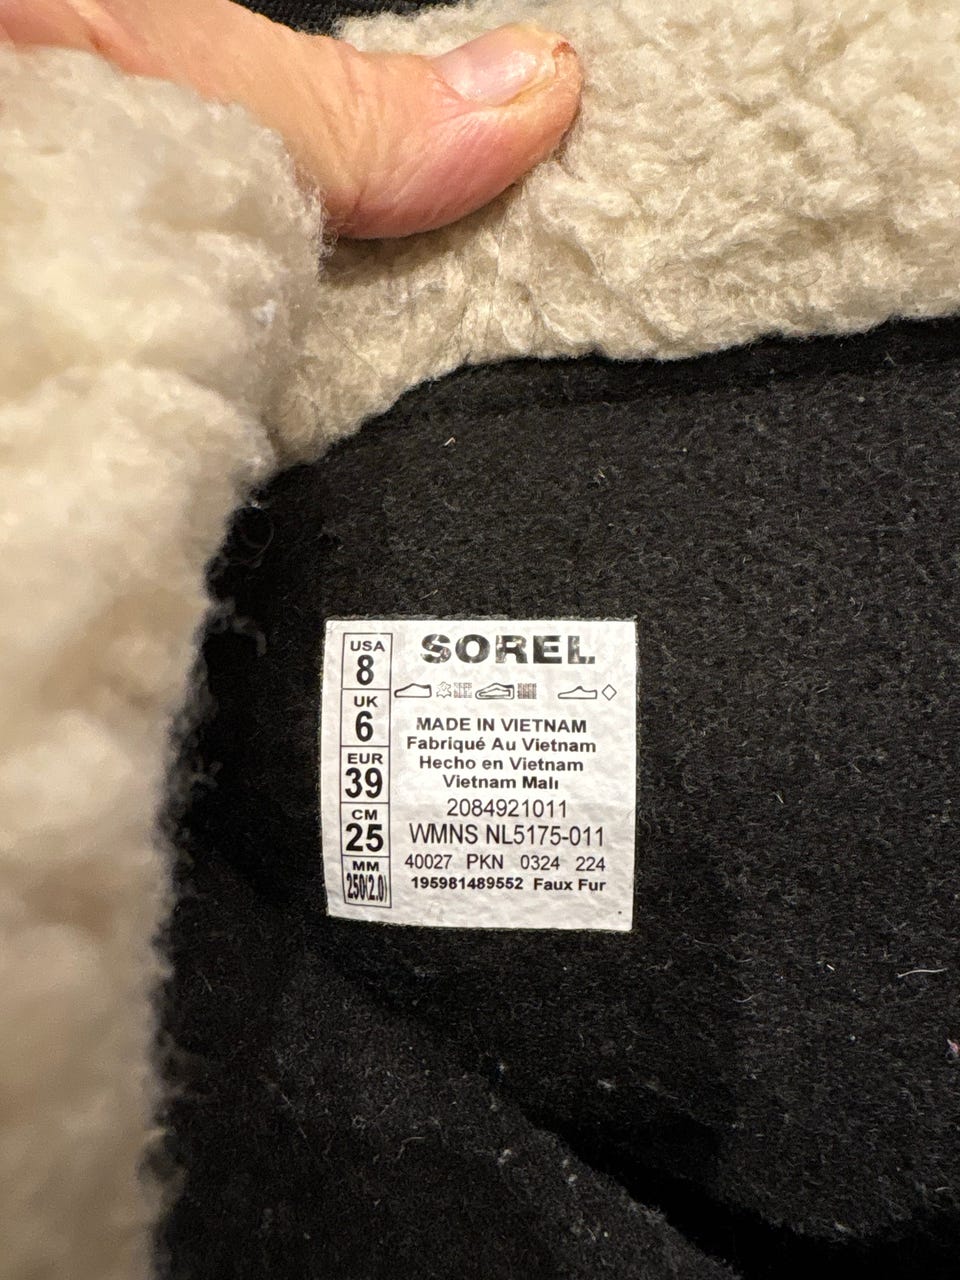 USA
8
UK
6
EUR
39
CM
25
MM
250(2.0)
SOREL
MADE IN VIETNAM
Fabriqué Au Vietnam
Hecho en Vietnam
Vietnam Malı
2084921011
WMNS NL5175-011
40027 PKN 0324 224
195981489552 Faux Fur